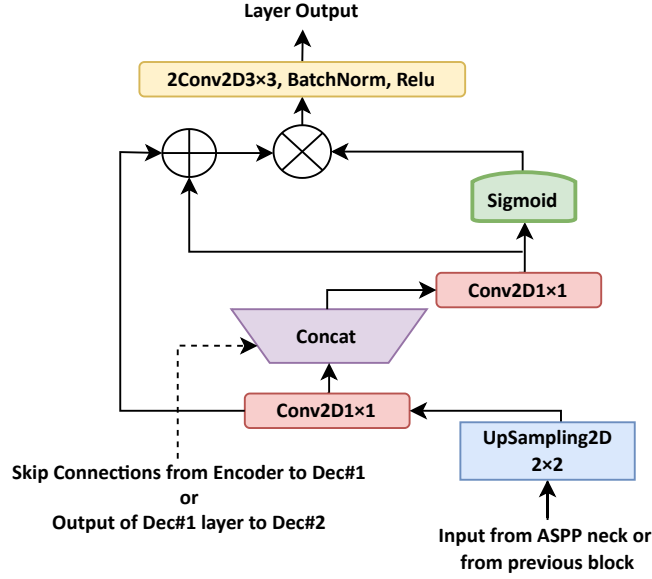 Layer Output
2Conv2D3×3, BatchNorm, Relu
Sigmoid
Conv2D1×1
Concat
Conv2D1×1
UpSampling2D
2×2
Skip Connections from Encoder to Dec#1
or
Output of Dec#1 layer to Dec#2
Input from ASPP neck or
from previous block